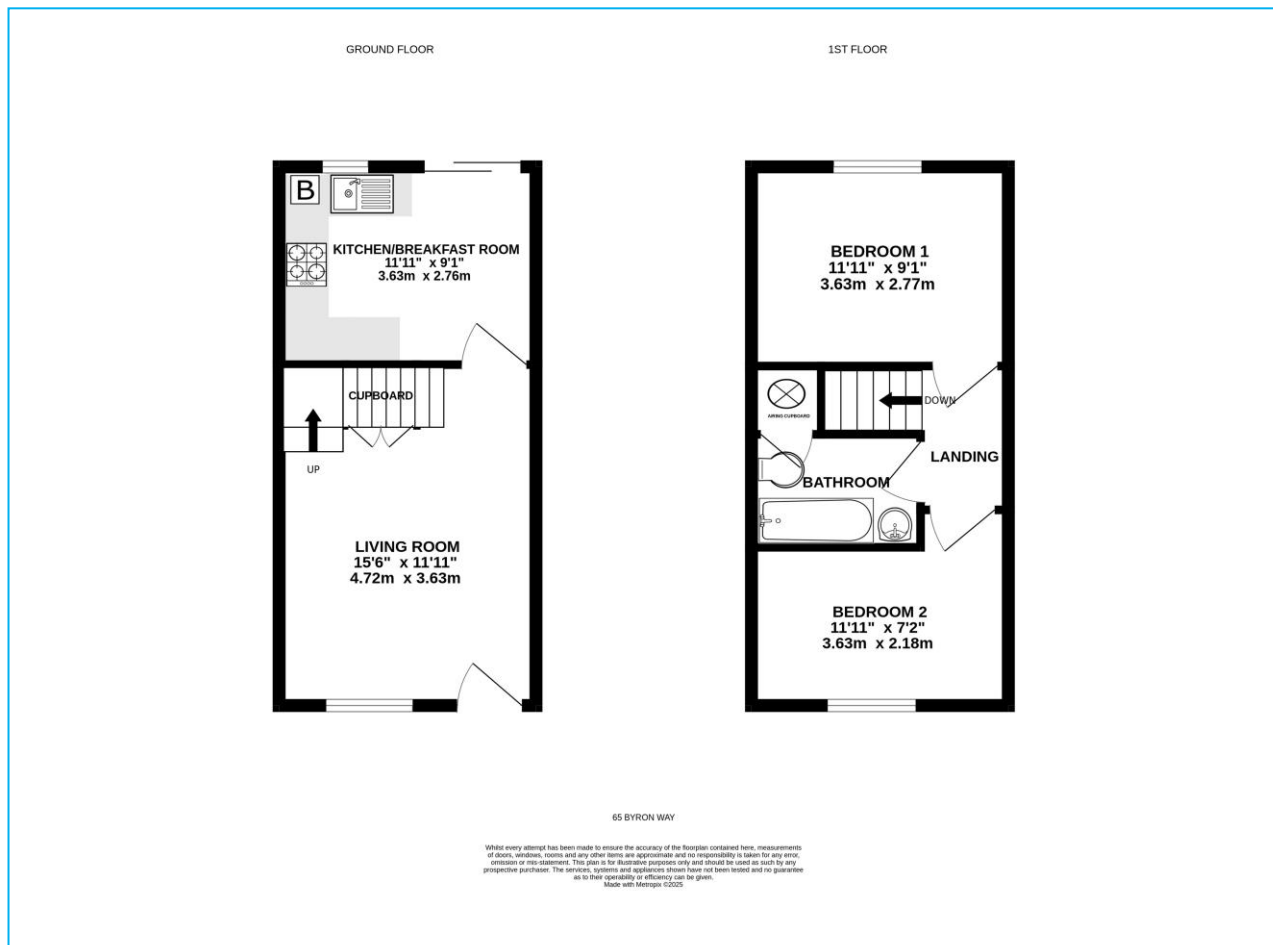 GROUND FLOOR
B
KITCHEN/BREAKFAST ROOM
11'11" x 9'1"
3.63m x 2.76m
CUPBOARD
UP
LIVING ROOM
15'6" x 11'11"
4.72m x 3.63m
1ST FLOOR
BEDROOM 1
11'11" x 9'1"
3.63m x 2.77m
AIRING CUPBOARD
DOWN
LANDING
BATHROOM
BEDROOM 2
11'11" x 7'2"
3.63m x 2.18m
65 BYRON WAY
Whilst every attempt has been made to ensure the accuracy of the floorplan contained here, measurements
of doors, windows, rooms and any other items are approximate and no responsibility is taken for any error,
omission or mis-statement. This plan is for illustrative purposes only and should be used as such by any
prospective purchaser. The services, systems and appliances shown have not been tested and no guarantee
as to their operability or efficiency can be given.
Made with Metropix ©2025